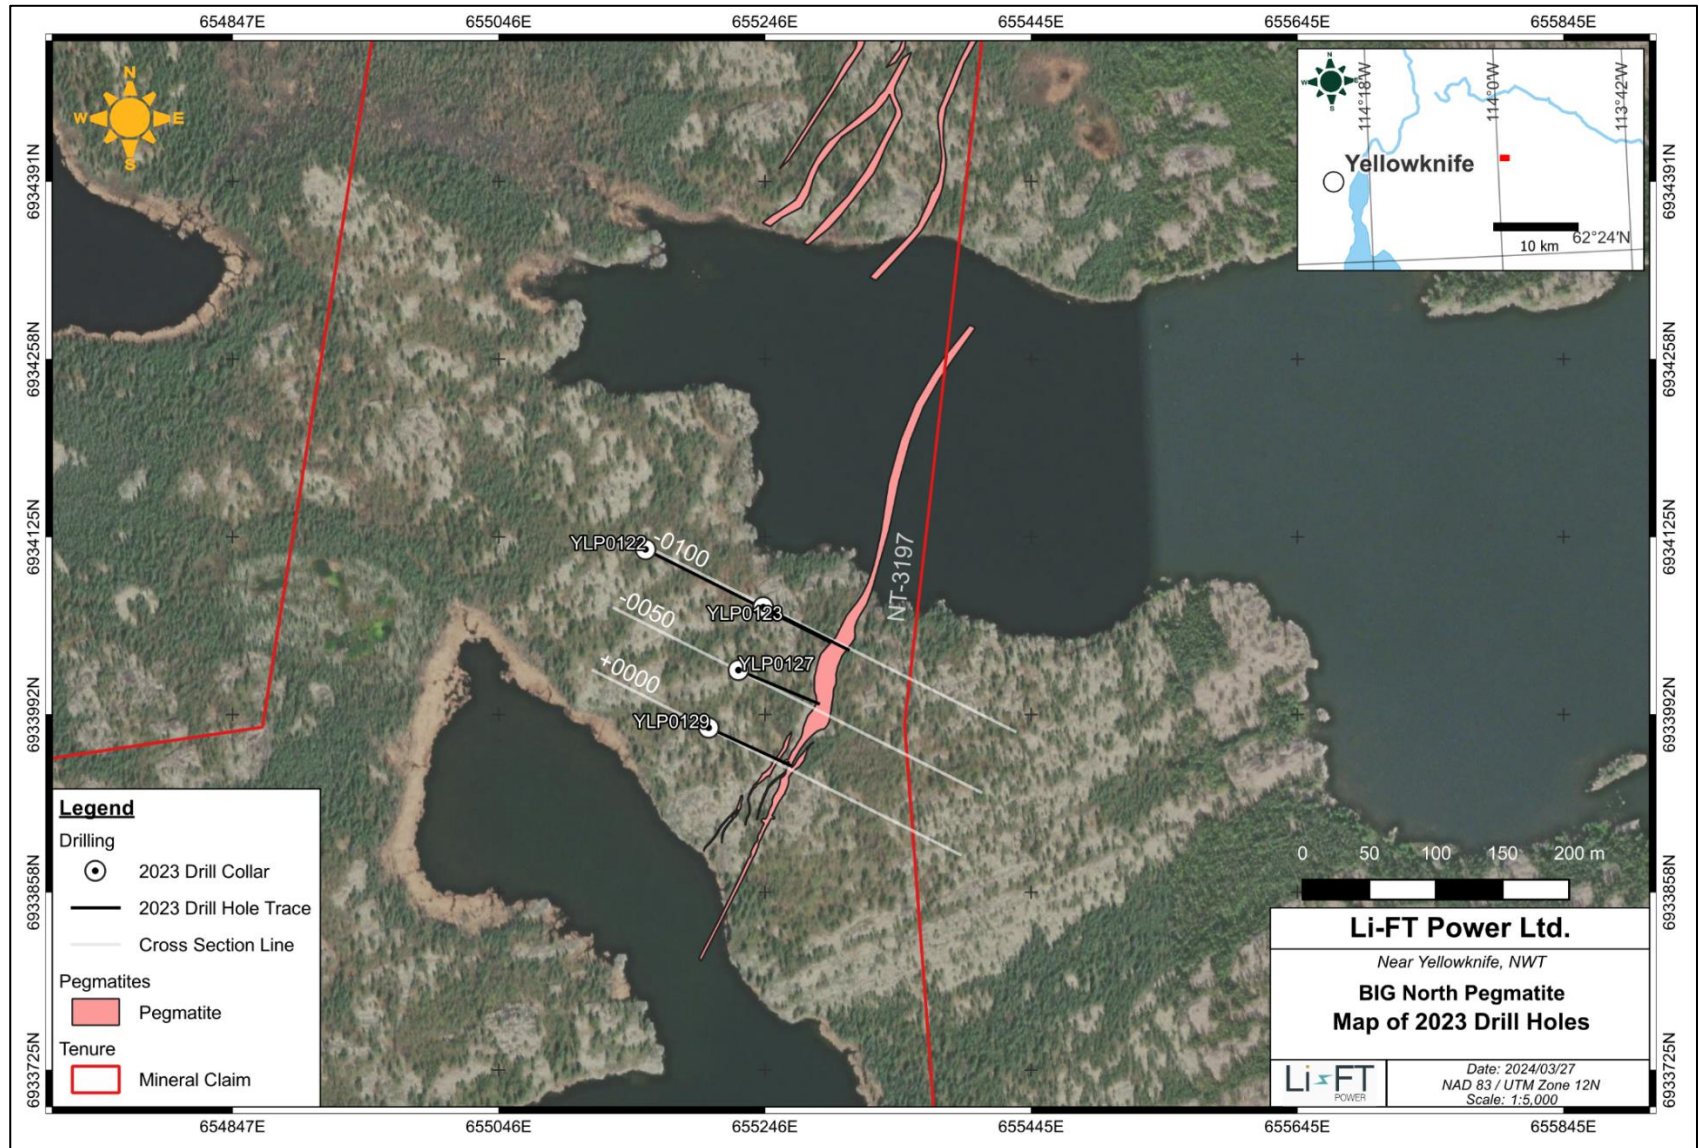 654847E
655046E
655246E
655445E
655645E
655845E
N
W
E
S
6934391N
6934258N
6934125N
6933992N
6933858N
6933725N
N
W
E
S
114°18'W
114°0'W
113°42'W
Yellowknife
10 km
62°24'N
6934391N
6934258N
6934125N
6933992N
6933858N
6933725N
YLP0122
-0100
-0050
YLP0123
+0000
YLP0127
YLP0129
NT-3197
Legend
Drilling
2023 Drill Collar
2023 Drill Hole Trace
Cross Section Line
Pegmatites
Pegmatite
Tenure
Mineral Claim
0 50 100 150 200 m
Li-FT Power Ltd.
Near Yellowknife, NWT
BIG North Pegmatite
Map of 2023 Drill Holes
Li-FT
POWER
Date: 2024/03/27
NAD 83 / UTM Zone 12N
Scale: 1:5,000
654847E
655046E
655246E
655445E
655645E
655845E